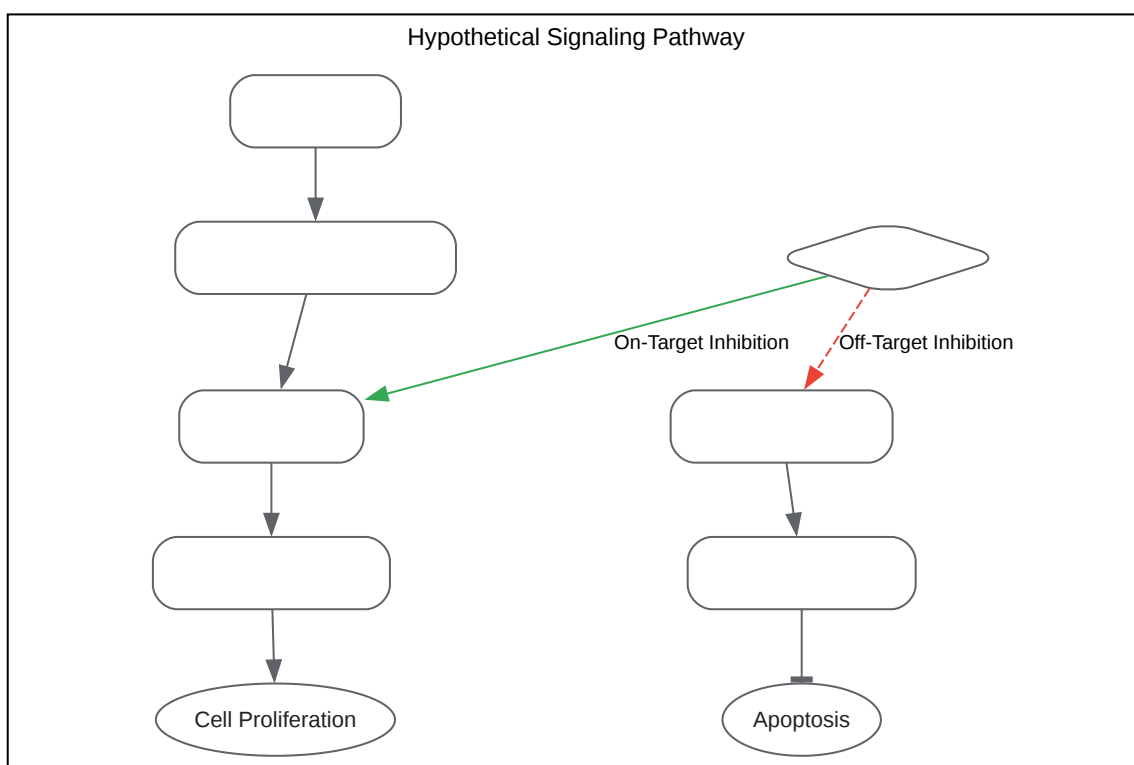 Hypothetical Signaling Pathway
On-Target Inhibition
Off-Target Inhibition
Cell Proliferation
Apoptosis